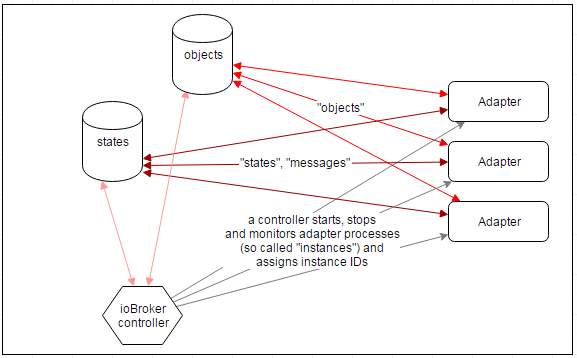 objects
Adapter
"objects"
states
"states", "messages"
Adapter
a controller starts, stops
and monitors adapter processes
(so called "instances") and
assigns instance IDs
Adapter
ioBroker
controller